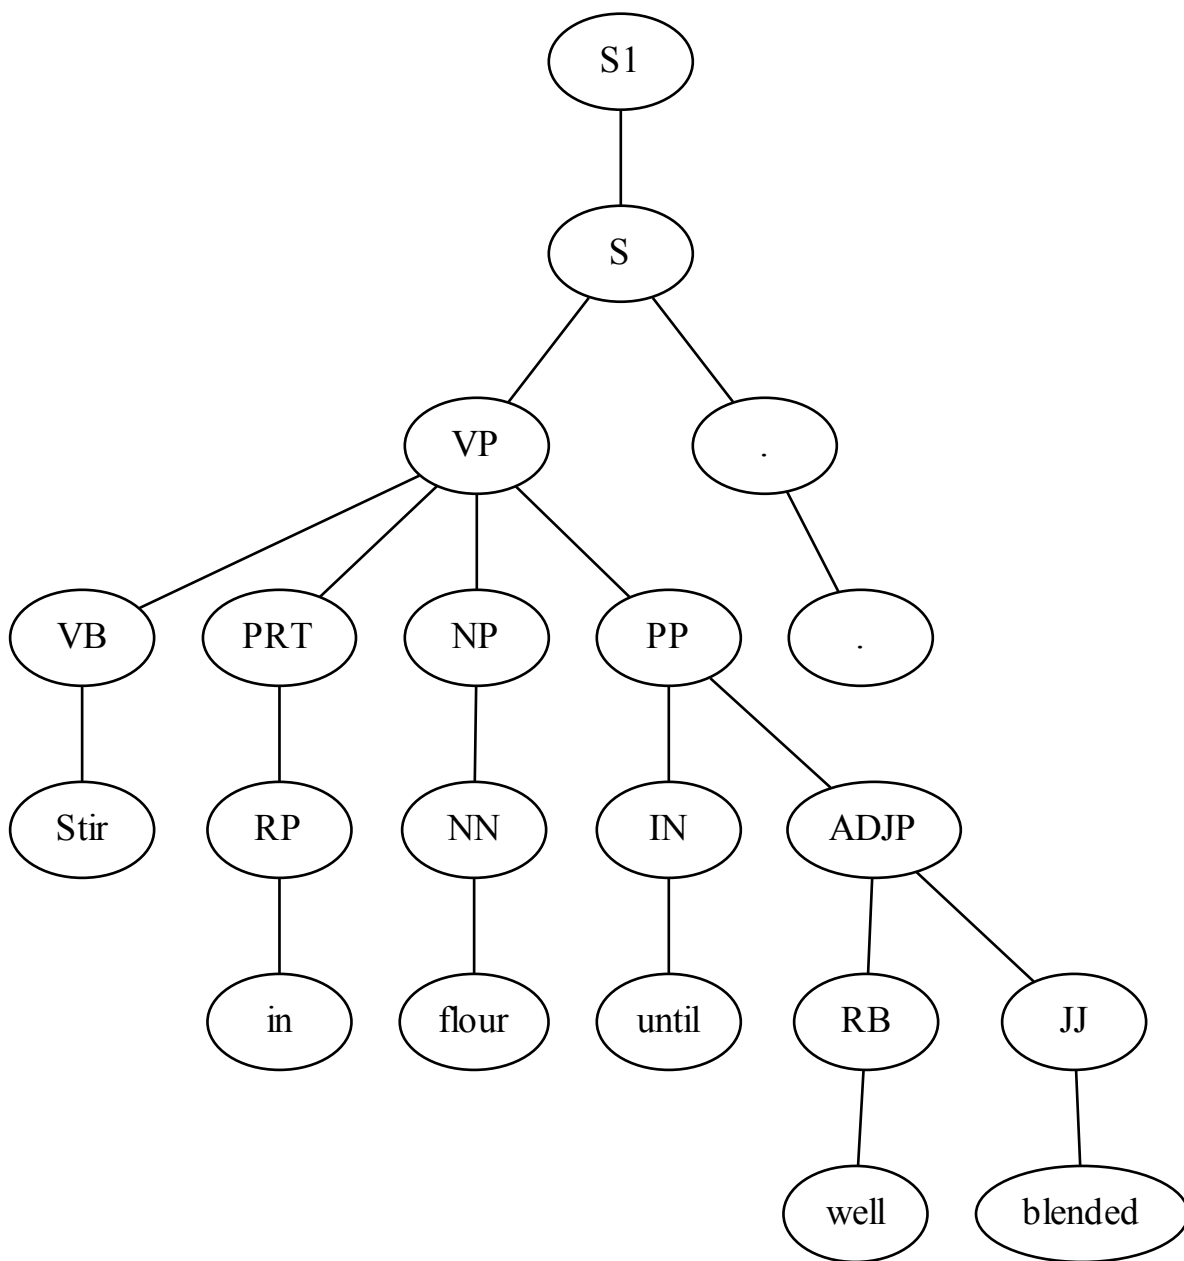 S1
S
VP .
VB PRT NP PP .
Stir RP NN IN ADJP
in flour until RB JJ
well blended